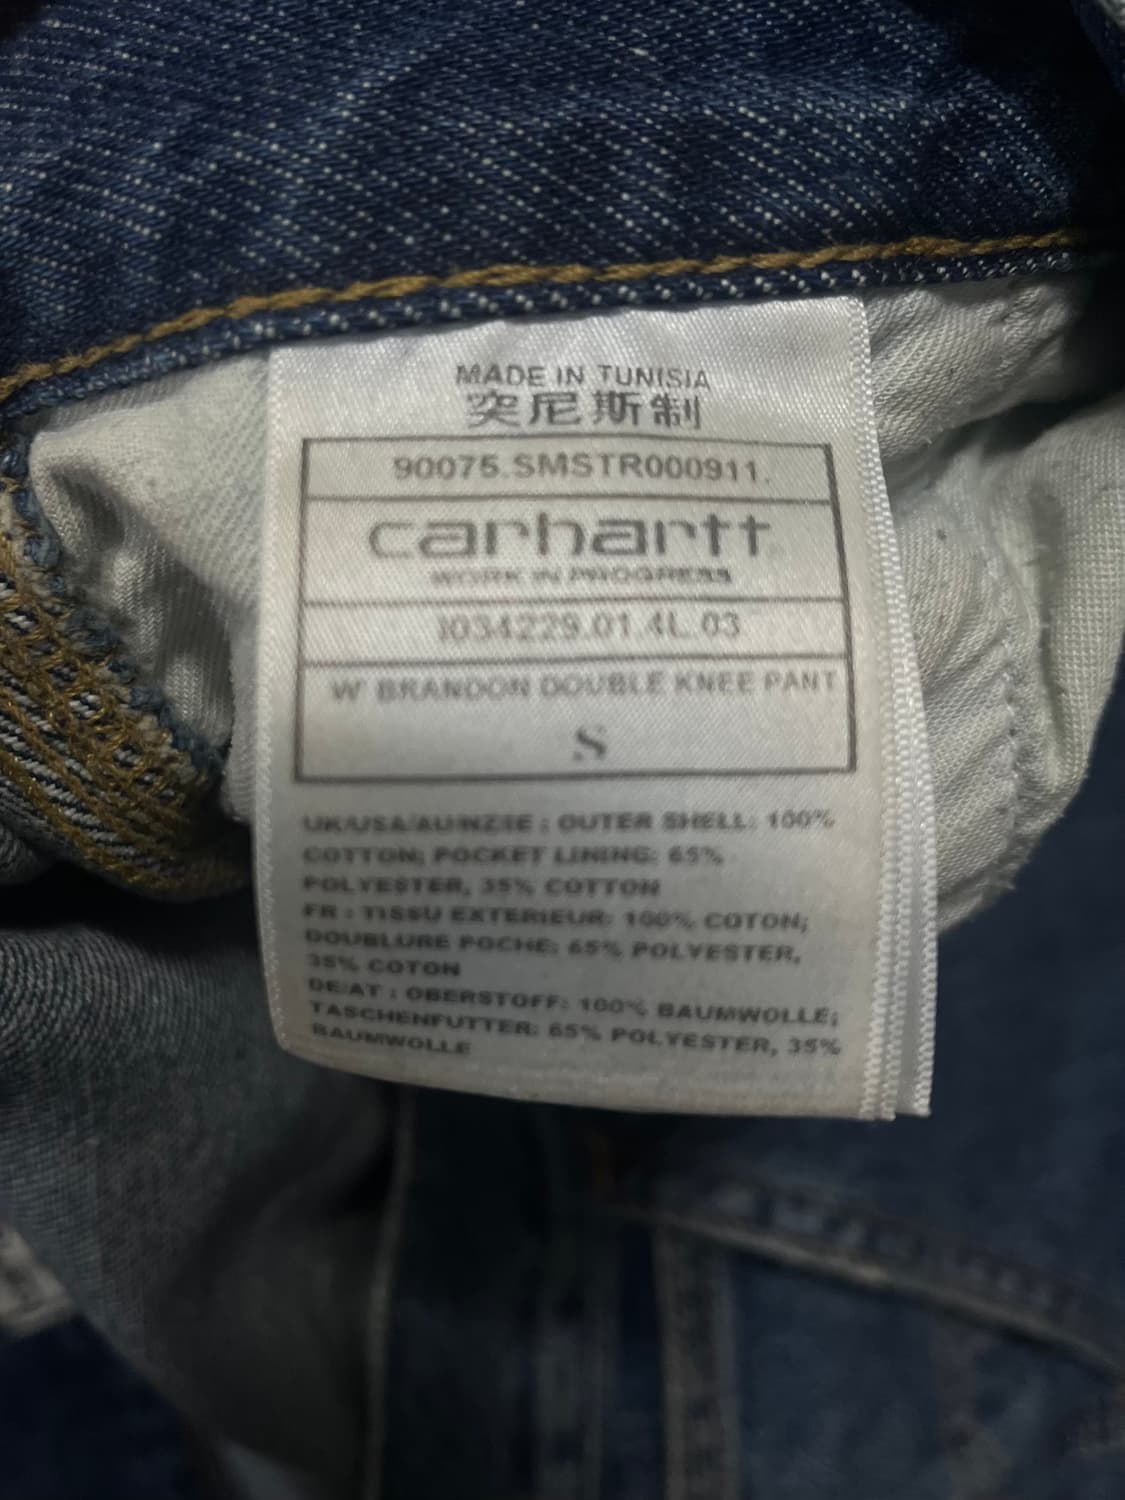 MADE IN TUNISIA
突尼斯制
90075.SMSTR000911.
carhartt
WORK IN PROGRESS
I034229.01.4L.03
W' BRANDON DOUBLE KNEE PANT
S
UK/USA/AU/NZ/IE : OUTER SHELL: 100%
COTTON; POCKET LINING: 65%
POLYESTER, 35% COTTON
FR : TISSU EXTERIEUR: 100% COTON;
DOUBLURE POCHE: 65% POLYESTER,
35% COTON
DE/AT : OBERSTOFF: 100% BAUMWOLLE;
TASCHENFUTTER: 65% POLYESTER, 35%
BAUMWOLLE